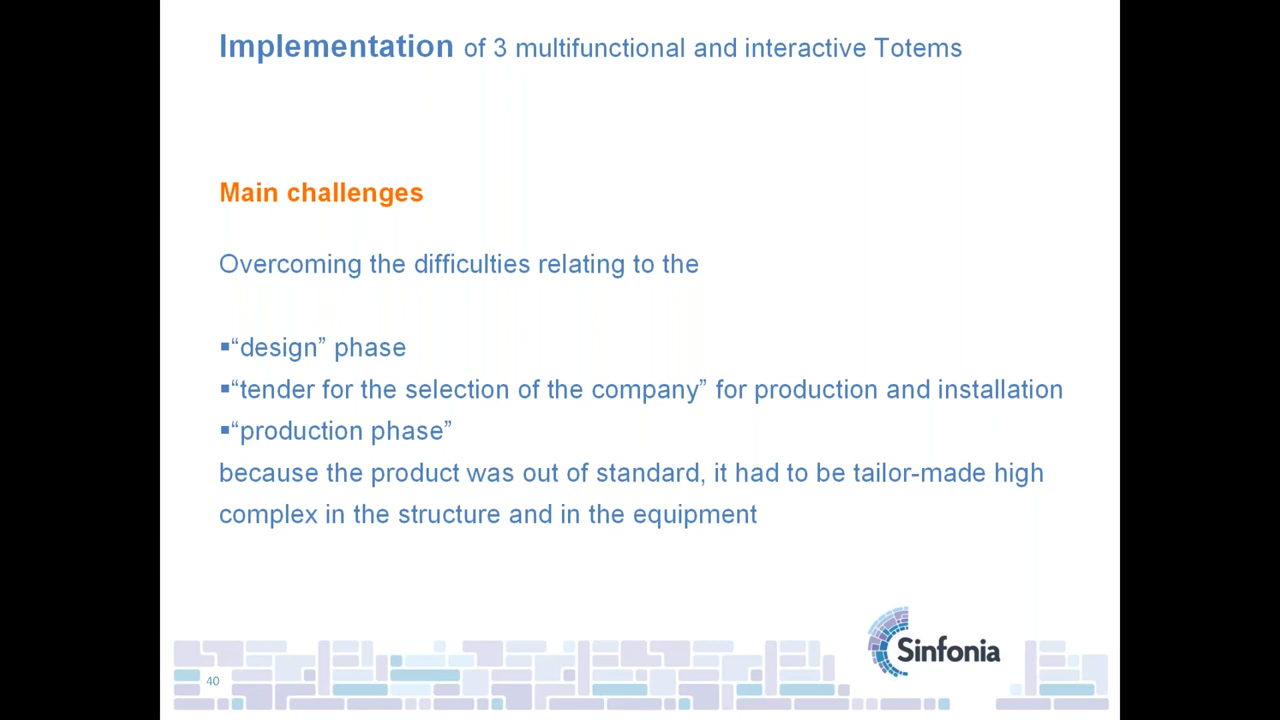 Implementation of 3 multifunctional and interactive Totems
Main challenges
Overcoming the difficulties relating to the
▪“design” phase
▪“tender for the selection of the company” for production and installation
▪“production phase”
because the product was out of standard, it had to be tailor-made high
complex in the structure and in the equipment
Sinfonia
40